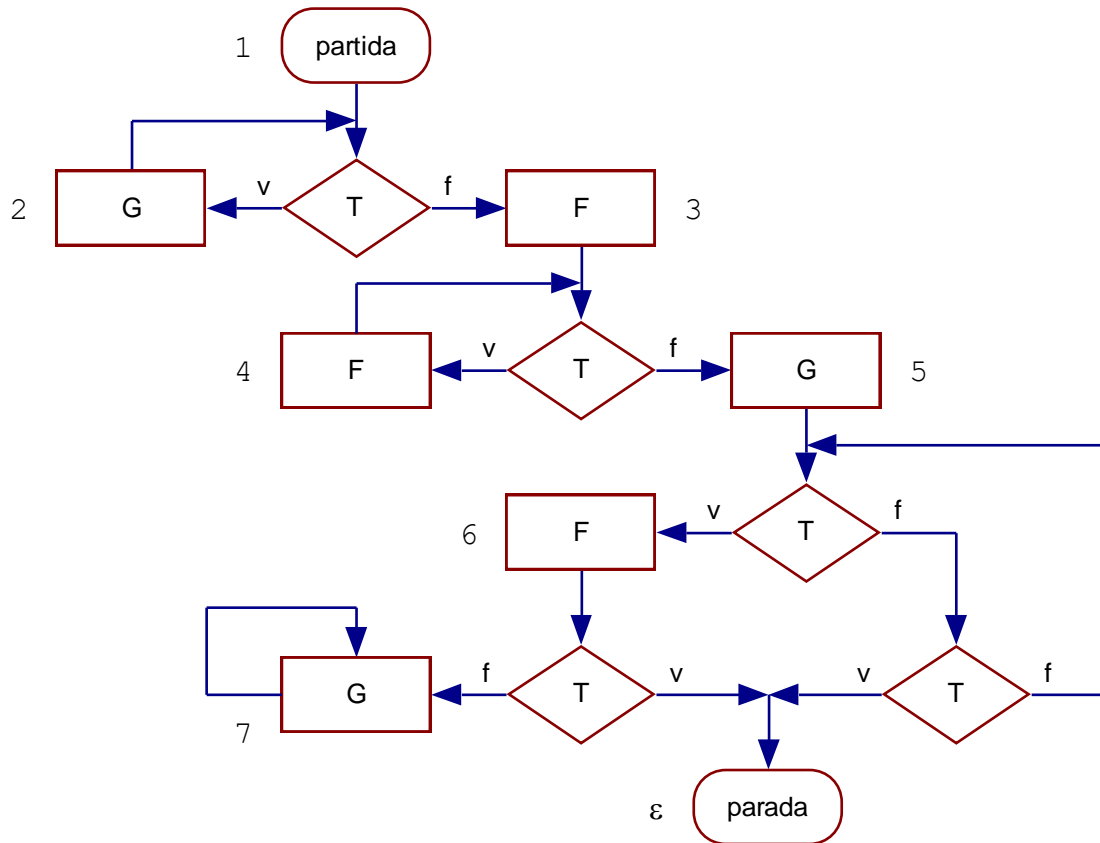 1 partida
v f
2 G T F 3
v f
4 F T G 5
v f
6 F T
f v v f
G T T
7
ε parada